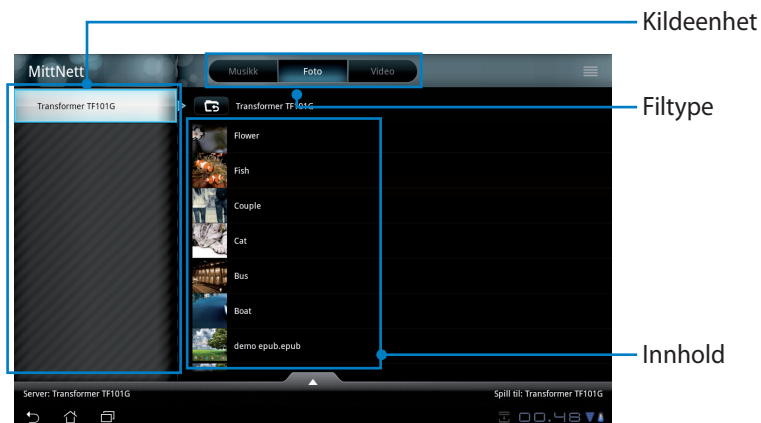 Kildeenhet
MittNett
Musikk Foto Video
Transformer TF101G
Transformer TF101G
Filtype
Flower
Fish
Couple
Cat
Bus
Boat
demo epub.epub
Innhold
Server: Transformer TF101G
Spill til: Transformer TF101G
00.48